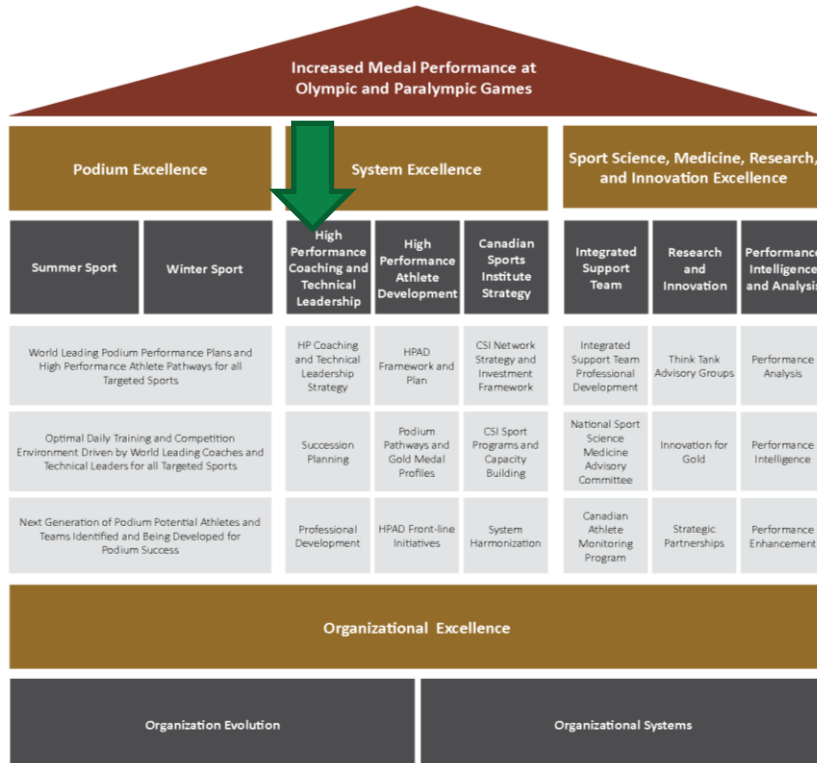 Increased Medal Performance at
Olympic and Paralympic Games
Podium Excellence
System Excellence
Sport Science, Medicine, Research,
and Innovation Excellence
Summer Sport
Winter Sport
High
Performance
Coaching and
Technical
Leadership
High
Performance
Athlete
Development
Canadian
Sports
Institute
Strategy
Integrated
Support
Team
Research
and
Innovation
Performance
Intelligence
and Analysis
World Leading Podium Performance Plans and
High Performance Athlete Pathways for all
Targeted Sports
HP Coaching
and Technical
Leadership
Strategy
HPAD
Framework and
Plan
CSI Network
Strategy and
Investment
Framework
Integrated
Support Team
Professional
Development
Think Tank
Advisory Groups
Performance
Analysis
Optimal Daily Training and Competition
Environment Driven by World Leading Coaches and
Technical Leaders for all Targeted Sports
Succession
Planning
Podium
Pathways and
Gold Medal
Profiles
CSI Sport
Programs and
Capacity
Building
National Sport
Science
Medicine
Advisory
Committee
Innovation for
Gold
Performance
Intelligence
Next Generation of Podium Potential Athletes and
Teams Identified and Being Developed for
Podium Success
Professional
Development
HPAD Front-line
Initiatives
System
Harmonization
Canadian
Athlete
Monitoring
Program
Strategic
Partnerships
Performance
Enhancement
Organizational Excellence
Organization Evolution
Organizational Systems